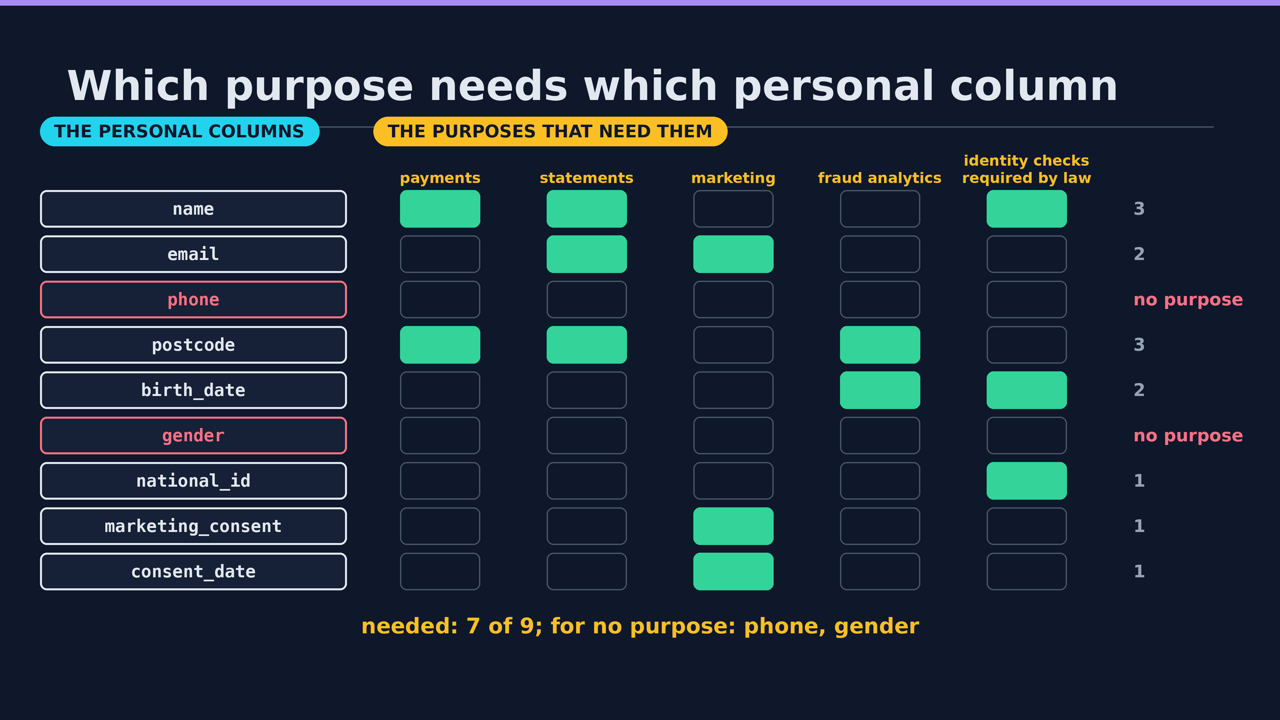 Which purpose needs which personal column
THE PERSONAL COLUMNS
THE PURPOSES THAT NEED THEM
payments
statements
marketing
fraud analytics
identity checks
required by law
name
3
email
2
phone
no purpose
postcode
3
birth_date
2
gender
no purpose
national_id
1
marketing_consent
1
consent_date
1
needed: 7 of 9; for no purpose: phone, gender